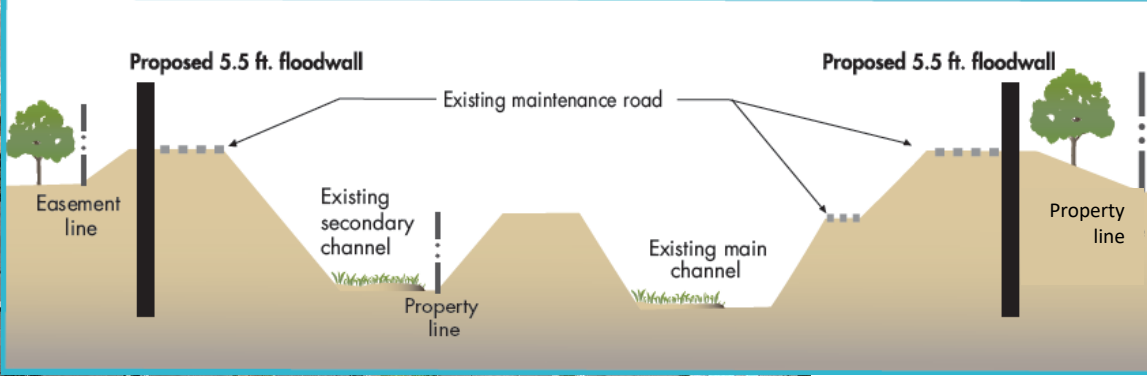 Proposed 5.5 ft. floodwall
Proposed 5.5 ft. floodwall
Existing maintenance road
Easement
line
Existing
secondary
channel
Property
line
Existing main
channel
Property
line